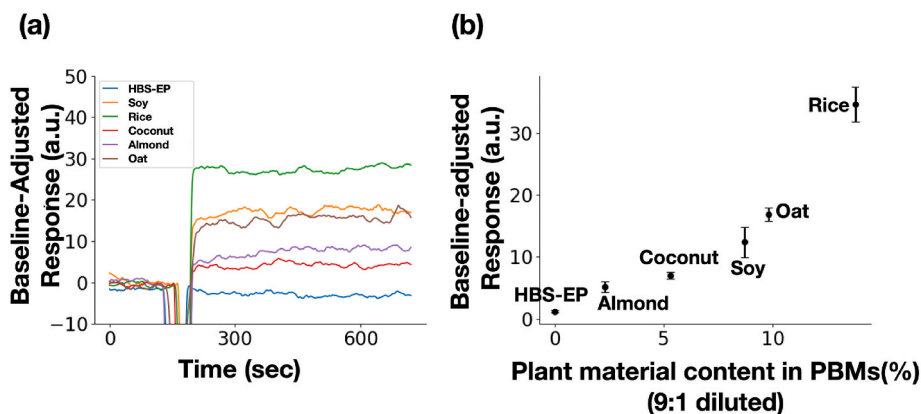 (a)
Baseline-Adjusted
Response (a.u.)
50
40
30
20
10
0
−10
HBS-EP
Soy
Rice
Coconut
Almond
Oat
0
300
600
Time (sec)
(b)
Baseline-adjusted
Response (a.u.)
30
20
10
0
Rice
Oat
Coconut
Soy
HBS-EP
Almond
0
5
10
Plant material content in PBMs(%)
(9:1 diluted)